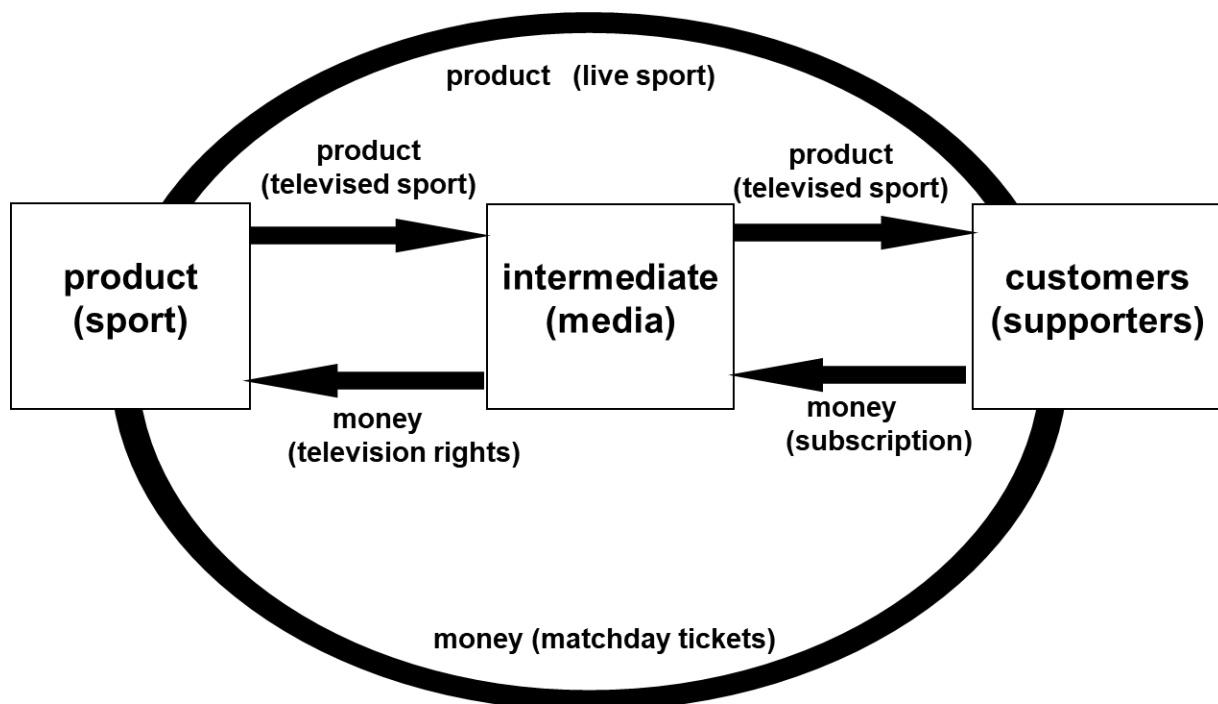 product (live sport)
product
(televised sport)
product
(televised sport)
product
(sport)
intermediate
(media)
customers
(supporters)
money
(television rights)
money
(subscription)
money (matchday tickets)